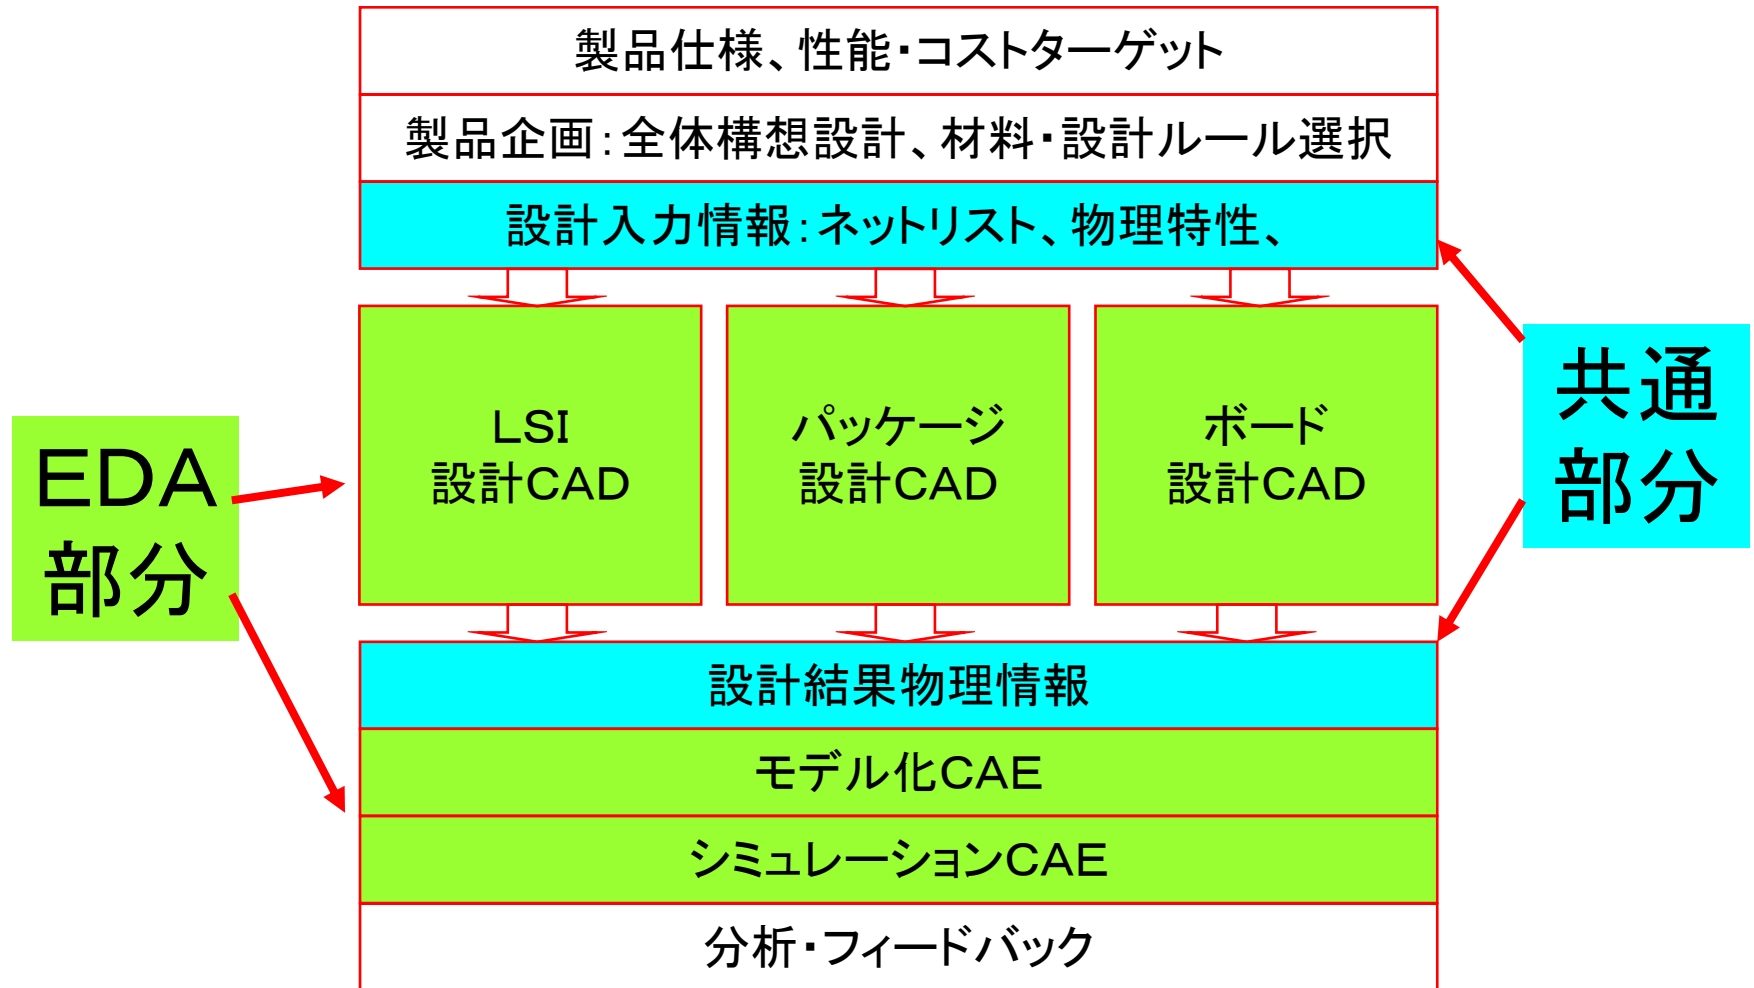 製品仕様、性能・コストターゲット
製品企画：全体構想設計、材料・設計ルール選択
設計入力情報：ネットリスト、物理特性、
LSI
設計CAD
パッケージ
設計CAD
ボード
設計CAD
EDA
部分
共通
部分
設計結果物理情報
モデル化CAE
シミュレーションCAE
分析・フィードバック